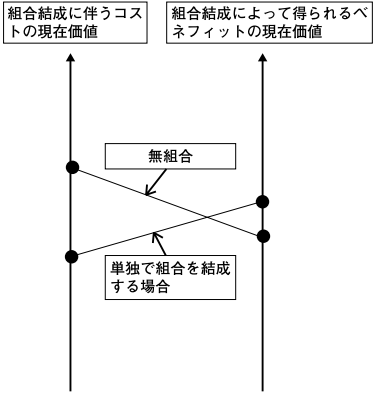 組合結成に伴うコス
トの現在価値
組合結成によって得られるベ
ネフィットの現在価値
無組合
単独で組合を結成
する場合